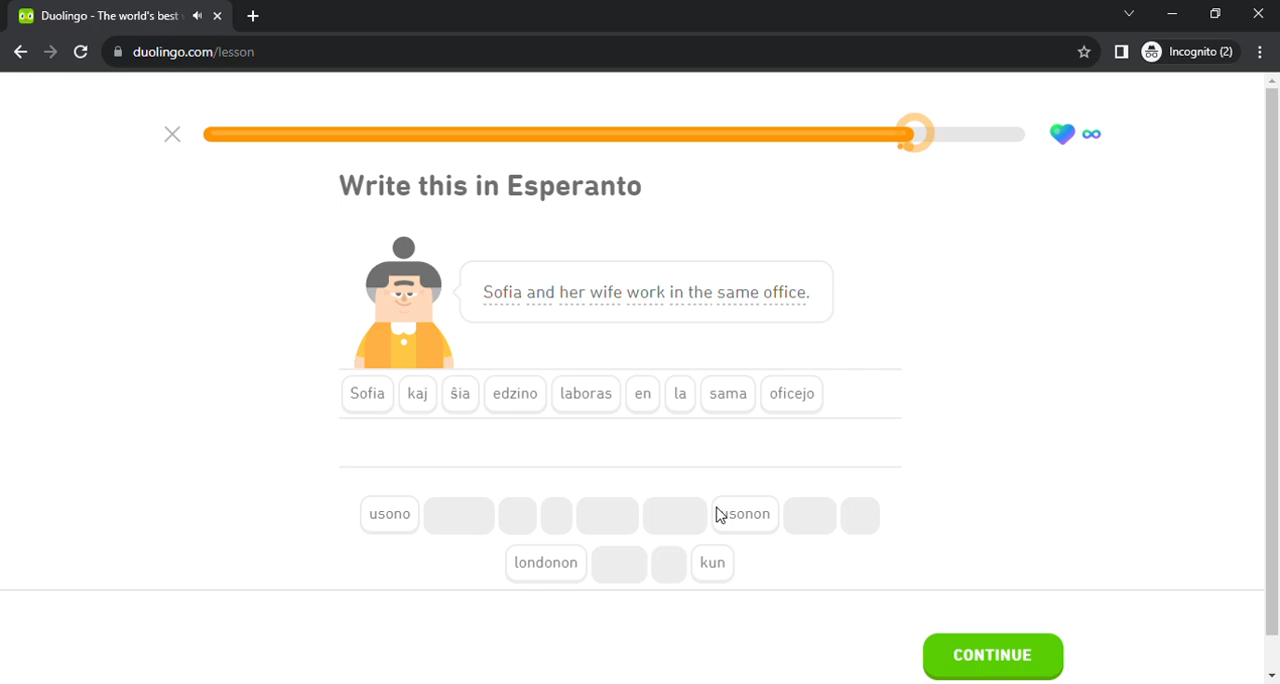 Duolingo - The world's best
duolingo.com/lesson
Incognito (2)
Write this in Esperanto
Sofia and her wife work in the same office.
Sofia kaj ŝia edzino laboras en la sama oficejo
usono usonon
londonon kun
CONTINUE